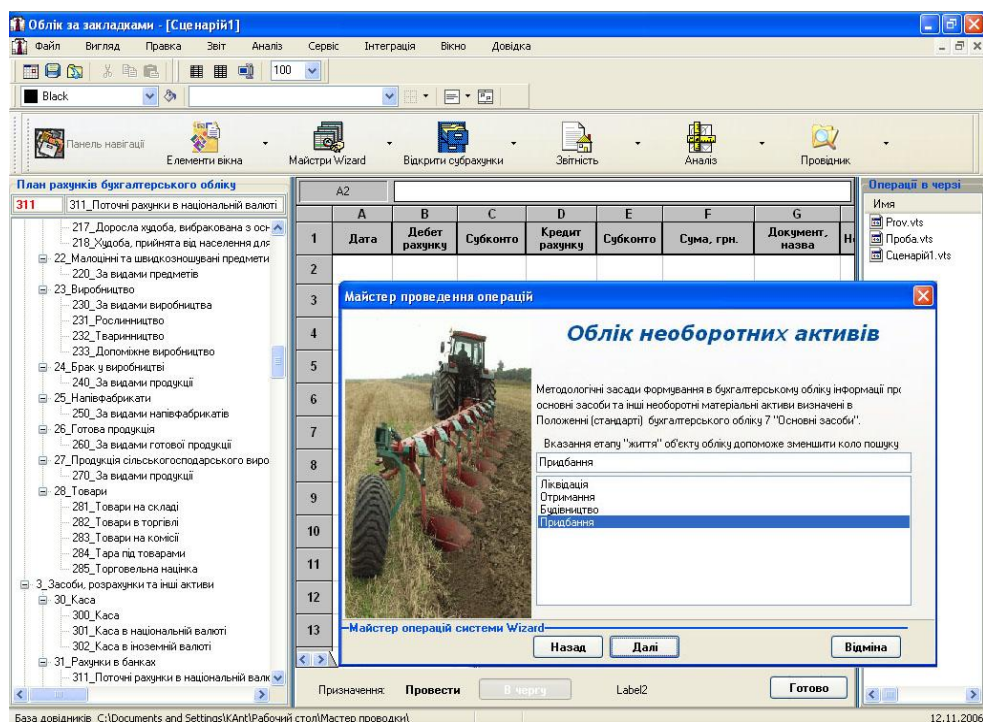 Облік за закладками - [Сценарій1]
Файл Вигляд Правка Звіт Аналіз Сервіс Інтеграція Вікно Довідка
100
Black
Панель навігації
Елементи вікна
Майстри Wizard
Відкрити субрахунки
Звітність
Аналіз
Провідник
План рахунків бухгалтерського обліку
311 311_Поточні рахунки в національній валюті
217_Доросла худоба, вибракувана з осн
218_Худоба, прийнята від населення для
22_Малоцінні та швидкозношувані предмети
220_За видами предметів
23_Виробництво
230_За видами виробництва
231_Рослинництво
232_Тваринництво
233_Допоміжне виробництво
24_Брак у виробництві
240_За видами продукції
25_Напівфабрикати
250_За видами напівфабрикатів
26_Готова продукція
260_За видами готової продукції
27_Продукція сільськогосподарського виро
270_За видами продукції
28_Товари
281_Товари на складі
282_Товари в торгівлі
283_Товари на комісії
284_Тара під товарами
285_Торговельна націнка
3_Засоби, розрахунки та інші активи
30_Каса
300_Каса
301_Каса в національній валюті
302_Каса в іноземній валюті
31_Рахунки в банках
311_Поточні рахунки в національній валк
A2
A B C D E F G
1 Дата Дебет рахунку Субконто Кредит рахунку Субконто Сума, грн. Документ, назва Н
2
3
4
5
6
7
8
9
10
11
12
13
Майстер проведення операцій
Облік необоротних активів
Методологічні засади формування в бухгалтерському обліку інформації прс
основні засоби та інші необоротні матеріальні активи визначені в
Положенні (стандарті) бухгалтерського обліку 7 "Основні засоби".
Вказання етапу "життя" об'єкту обліку допоможе зменшити коло пошуку
Придбання
Ліквідація
Отримання
Будівництво
Придбання
Майстер операцій системи Wizard
Назад Далі Відміна
Призначення: Провести В чергу Label2 Готово
Операції в черзі
Имя
Prov.vts
Проба.vts
Сценарій1.vts
База довідників C:\Documents and Settings\KAnt\Рабочий стол\Мастер проводки\ 12.11.2006